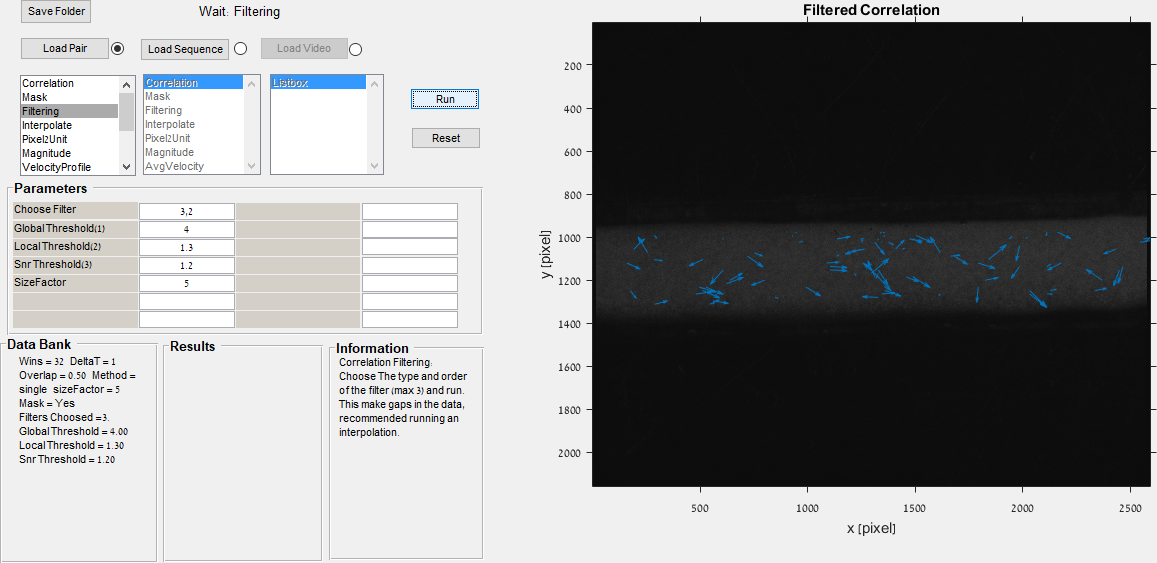 Save Folder
Wait: Filtering
Load Pair
Load Sequence
Load Video
Correlation
Mask
Filtering
Interpolate
Pixel2Unit
Magnitude
VelocityProfile
Correlation
Mask
Filtering
Interpolate
Pixel2Unit
Magnitude
AvgVelocity
Listbox
Run
Reset
Parameters
Choose Filter 3,2
Global Threshold(1) 4
Local Threshold(2) 1.3
Snr Threshold(3) 1.2
SizeFactor 5
Data Bank
Wins = 32 DeltaT = 1
Overlap = 0.50 Method =
single sizeFactor = 5
Mask = Yes
Filters Choosed =3.
Global Threshold = 4.00
Local Threshold = 1.30
Snr Threshold = 1.20
Results
Information
Correlation Filtering:
Choose The type and order
of the filter (max 3) and run.
This make gaps in the data,
recommended running an
interpolation.
Filtered Correlation
200
400
600
800
1000
1200
1400
1600
1800
2000
y [pixel]
500 1000 1500 2000 2500
x [pixel]